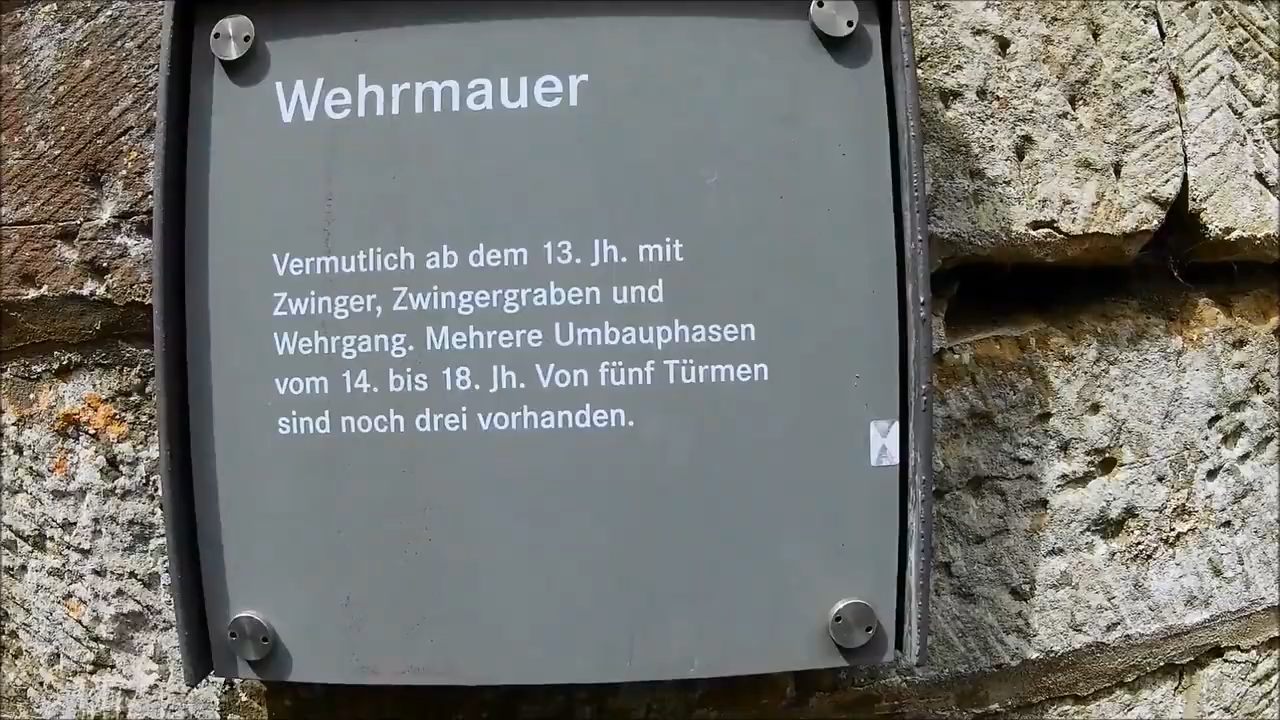 Wehrmauer
Vermutlich ab dem 13. Jh. mit
Zwinger, Zwingergraben und
Wehrgang. Mehrere Umbauphasen
vom 14. bis 18. Jh. Von fünf Türmen
sind noch drei vorhanden.